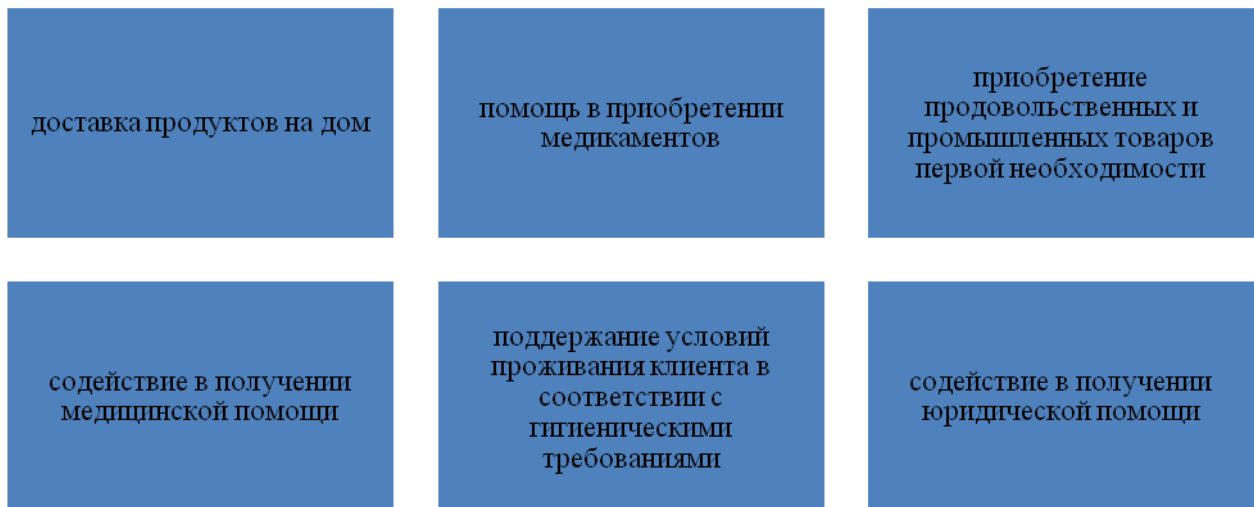 доставка продуктов на дом
помощь в приобретении
медикаментов
приобретение
продовольственных и
промышленных товаров
первой необходимости
содействие в получении
медицинской помощи
поддержание условий
проживания клиента в
соответствии с
гигиеническими
требованиями
содействие в получении
юридической помощи